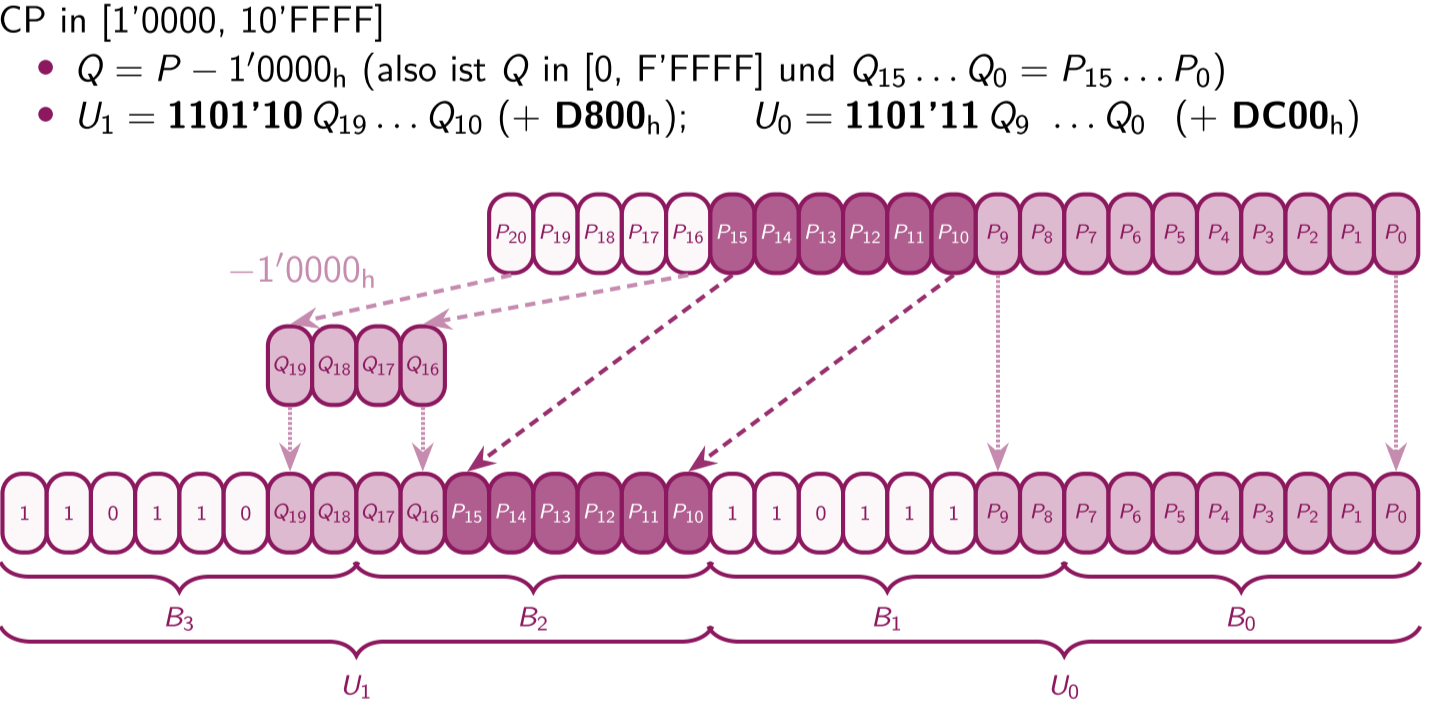 CP in [1’0000, 10’FFFF]
• Q = P − 1′0000ₕ (also ist Q in [0, F’FFFF] und Q₁₅ … Q₀ = P₁₅ … P₀)
• U₁ = 1101’10 Q₁₉ … Q₁₀ (+ D800ₕ); U₀ = 1101’11 Q₉ … Q₀ (+ DC00ₕ)
P₂₀ P₁₉ P₁₈ P₁₇ P₁₆ P₁₅ P₁₄ P₁₃ P₁₂ P₁₁ P₁₀ P₉ P₈ P₇ P₆ P₅ P₄ P₃ P₂ P₁ P₀
−1′0000ₕ
Q₁₉ Q₁₈ Q₁₇ Q₁₆
1 1 0 1 1 0 Q₁₉ Q₁₈ Q₁₇ Q₁₆ P₁₅ P₁₄ P₁₃ P₁₂ P₁₁ P₁₀ 1 1 0 1 1 1 P₉ P₈ P₇ P₆ P₅ P₄ P₃ P₂ P₁ P₀
B₃ B₂ B₁ B₀
U₁ U₀